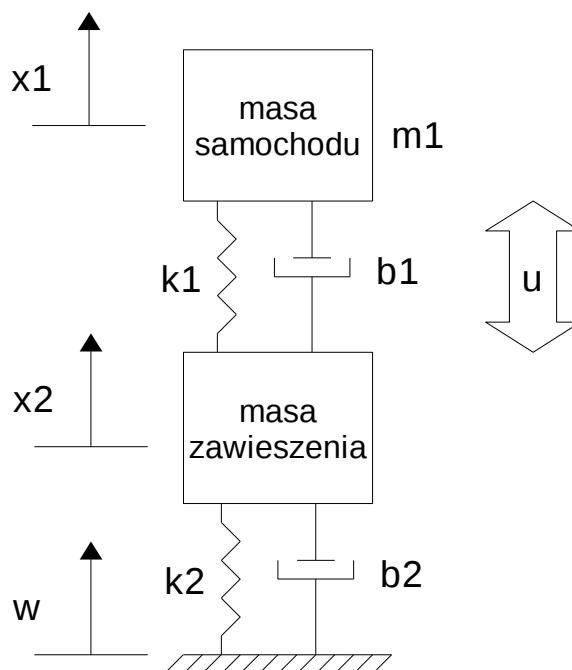 x1
masa
samochodu
m1
k1
b1
u
x2
masa
zawieszenia
k2
b2
w